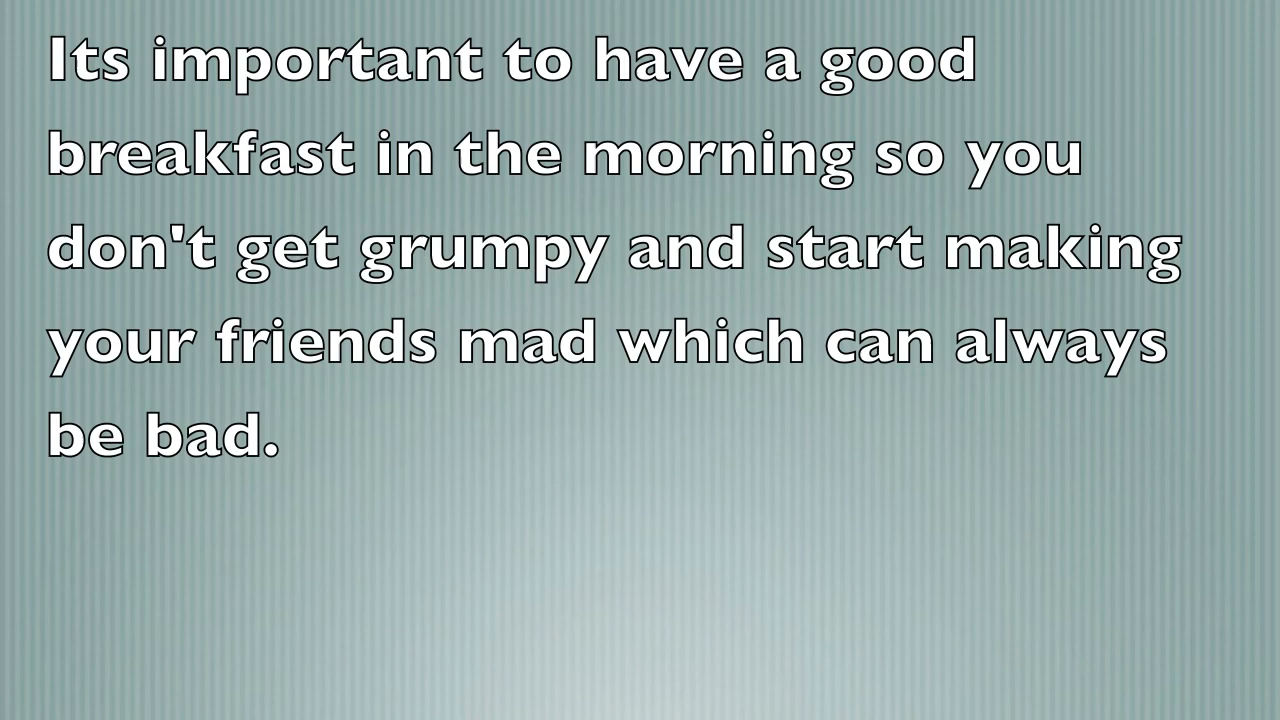 Its important to have a good
breakfast in the morning so you
don't get grumpy and start making
your friends mad which can always
be bad.